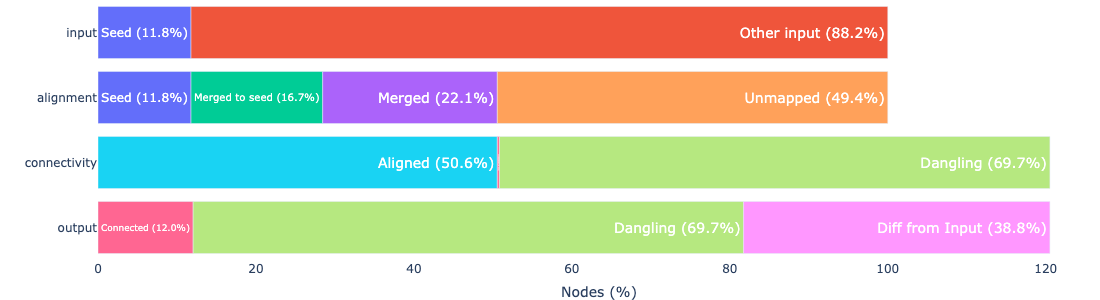 input Seed (11.8%) Other input (88.2%)
alignment Seed (11.8%) Merged to seed (16.7%) Merged (22.1%) Unmapped (49.4%)
connectivity Aligned (50.6%) Dangling (69.7%)
output Connected (12.0%) Dangling (69.7%) Diff from Input (38.8%)
0 20 40 60 80 100 120
Nodes (%)